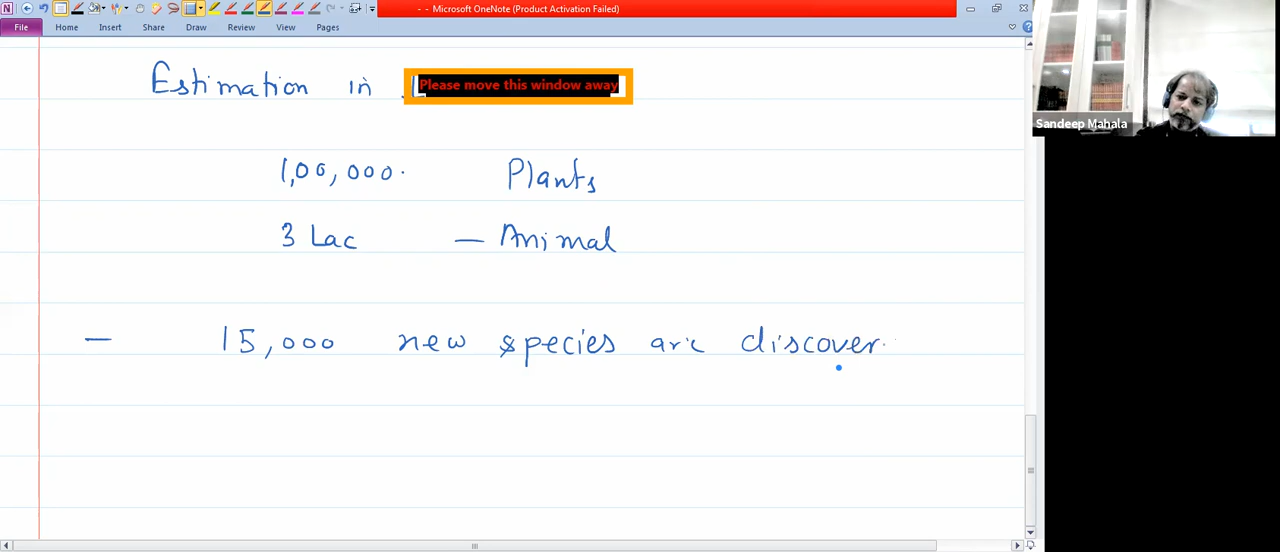 - - Microsoft OneNote (Product Activation Failed)
File Home Insert Share Draw Review View Pages
Estimation in
Please move this window away
1,00,000. Plants
3 Lac — Animal
— 15,000 new species are discover.
Sandeep Mahala